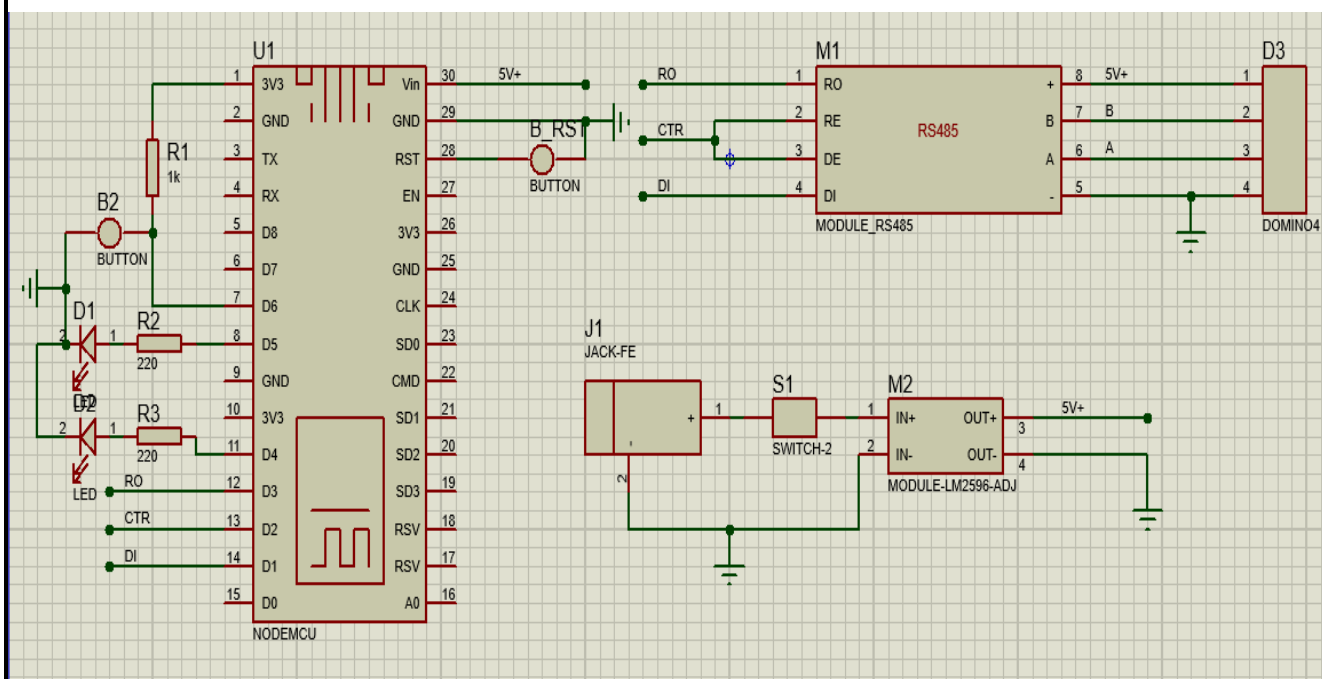 U1
1 3V3
2 GND
3 TX
4 RX
5 D8
6 D7
7 D6
8 D5
9 GND
10 3V3
11 D4
12 D3
13 D2
14 D1
15 D0
Vin 30
GND 29
RST 28
EN 27
3V3 26
GND 25
CLK 24
SD0 23
CMD 22
SD1 21
SD2 20
SD3 19
RSV 18
RSV 17
A0 16
NODEMCU
R1
1k
B2
BUTTON
D1
2 1
R2
220
D2
2 1
LED
R3
220
RO
CTR
DI
5V+
B_RST
BUTTON
M1
RO
CTR
DI
1 RO
2 RE
3 DE
4 DI
RS485
+ 8 5V+
B 7 B
A 6 A
- 5
MODULE_RS485
D3
1
2
3
4
DOMINO4
J1
JACK-FE
+ 1
- 2
S1
SWITCH-2
M2
1 IN+
2 IN-
OUT+ 3
OUT- 4
5V+
MODULE-LM2596-ADJ